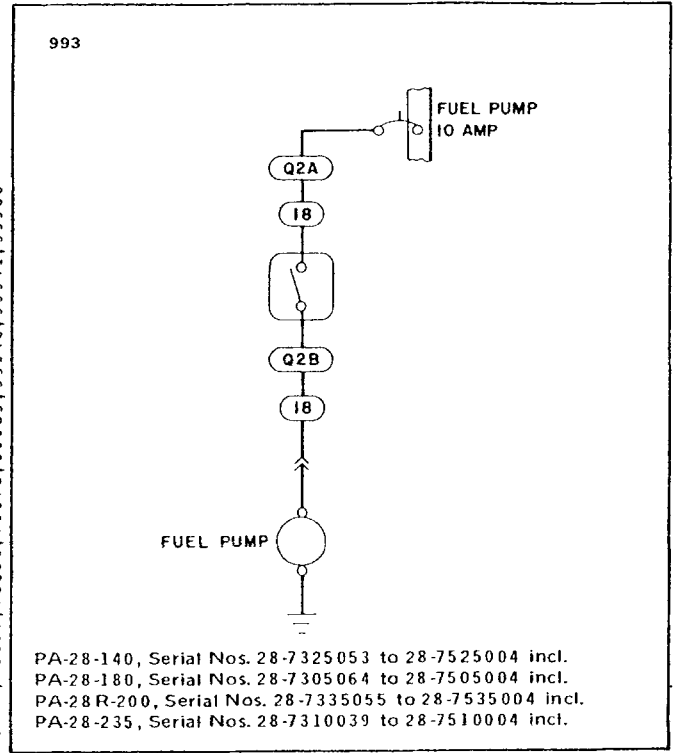 993
FUEL PUMP
10 AMP
Q2A
18
Q2B
18
FUEL PUMP
PA-28-140, Serial Nos. 28-7325053 to 28-7525004 incl.
PA-28-180, Serial Nos. 28-7305064 to 28-7505004 incl.
PA-28R-200, Serial Nos. 28-7335055 to 28-7535004 incl.
PA-28-235, Serial Nos. 28-7310039 to 28-7510004 incl.